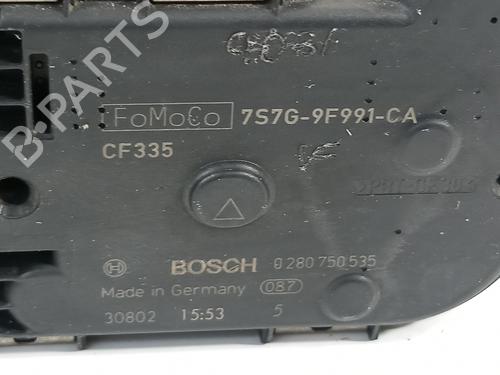 FoMoCo 7S7G-9F991-CA
CF335
BOSCH 0 280 750 535
Made in Germany 087
30802 15:53 5
B-PARTS